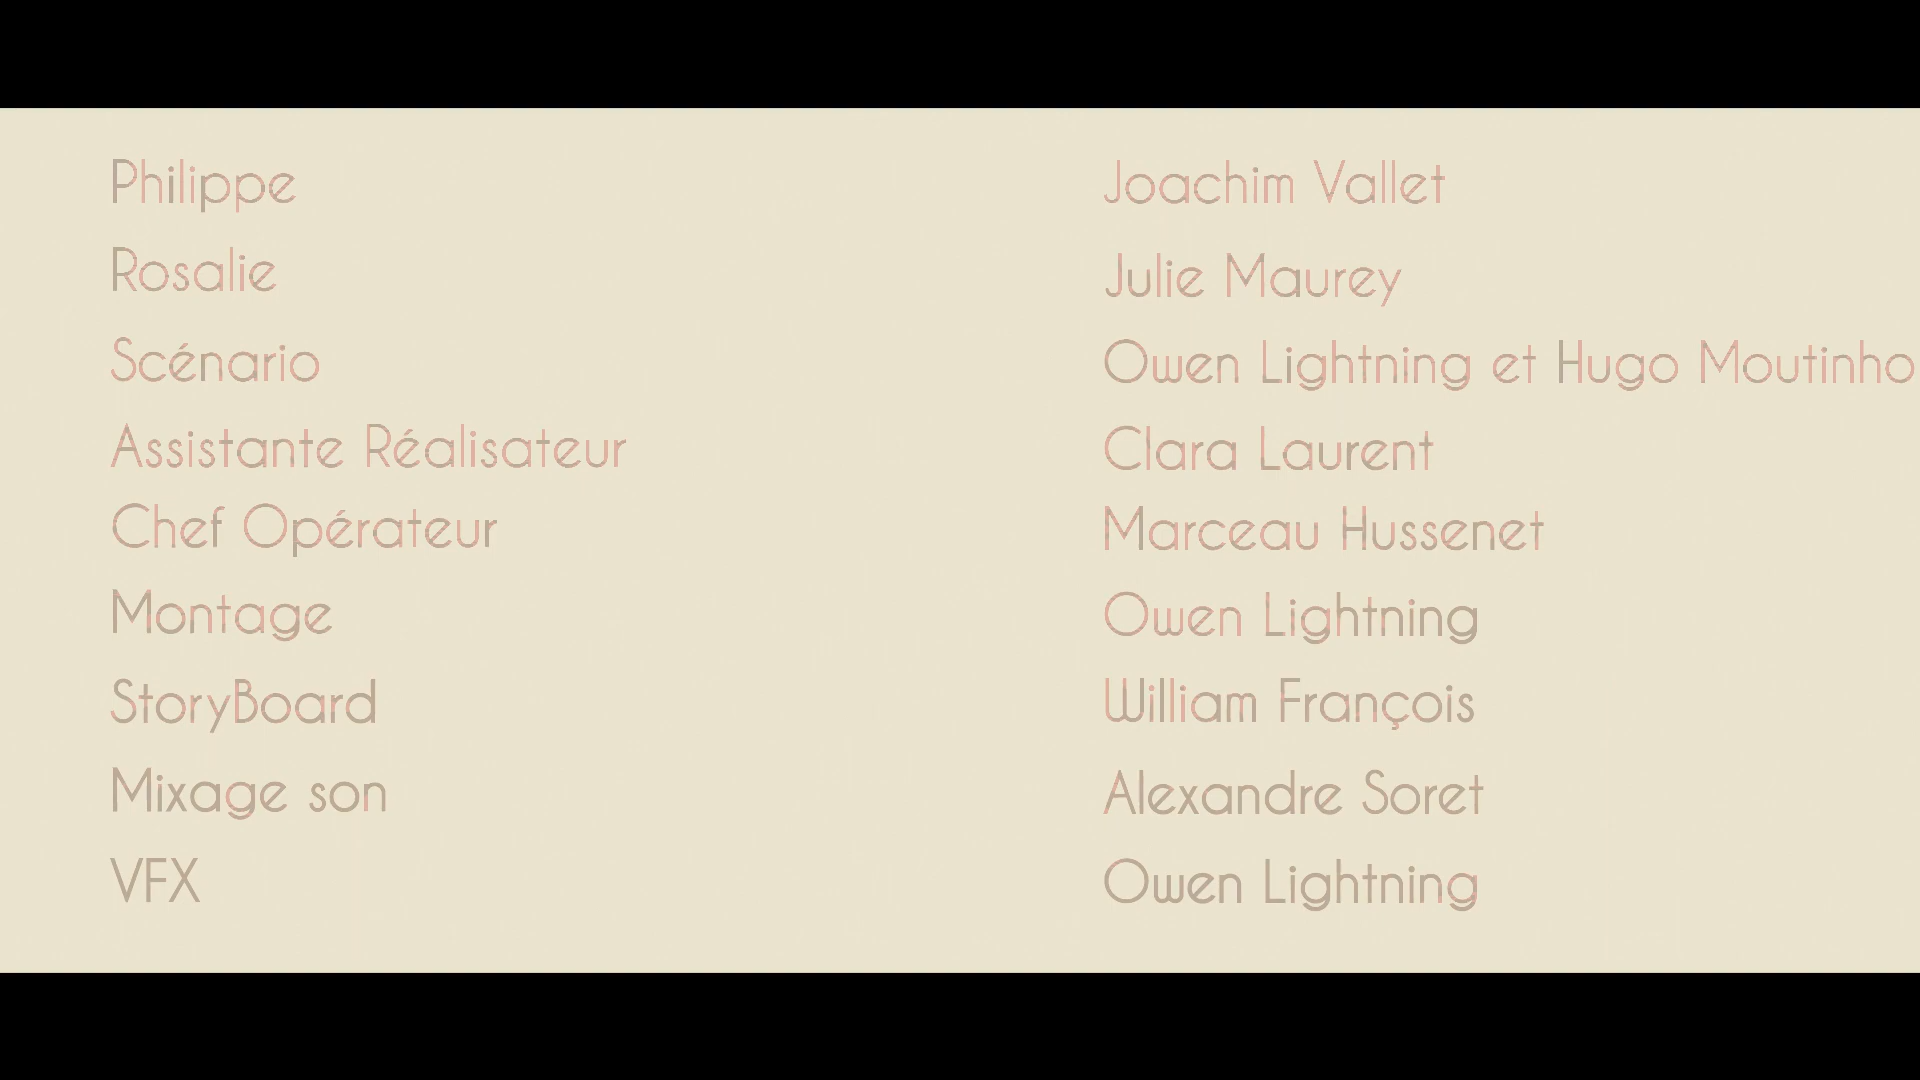 Philippe Joachim Vallet
Rosalie Julie Maurey
Scénario Owen Lightning et Hugo Moutinho
Assistante Réalisateur Clara Laurent
Chef Opérateur Marceau Hussenet
Montage Owen Lightning
StoryBoard William François
Mixage son Alexandre Soret
VFX Owen Lightning